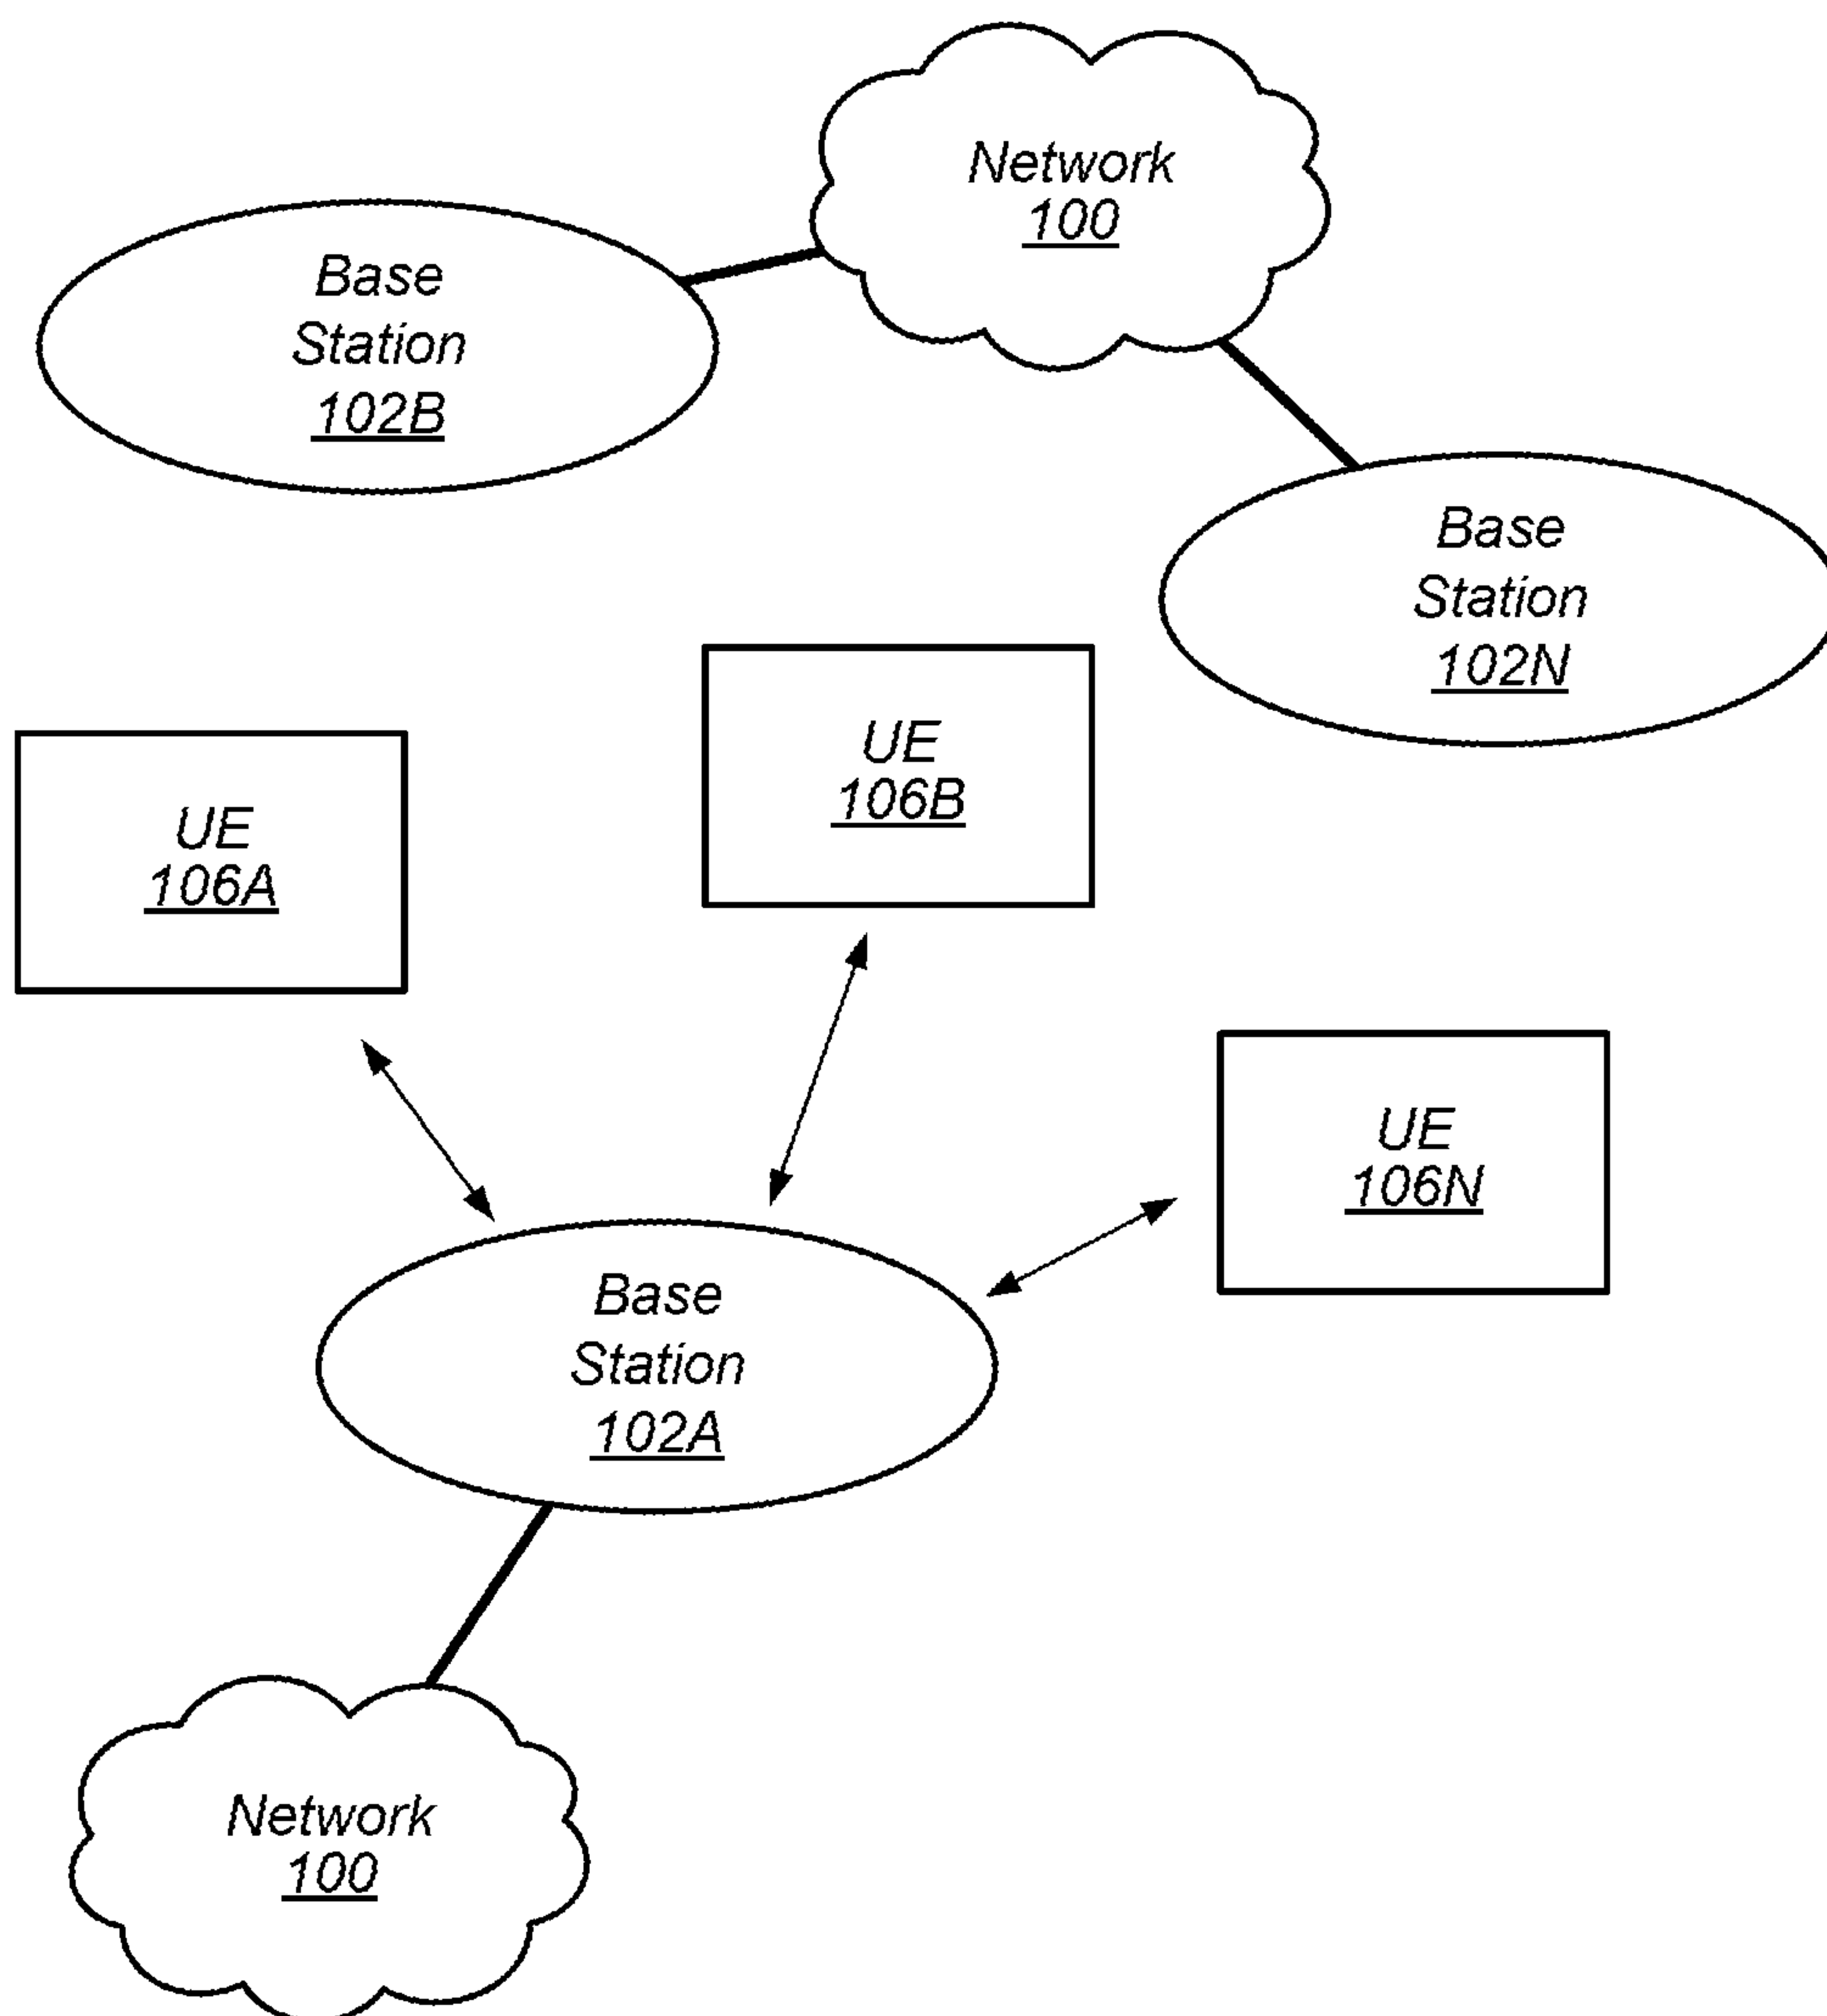 Network
100
Base
Station
102B
Base
Station
102N
UE
106B
UE
106A
UE
106N
Base
Station
102A
Network
100